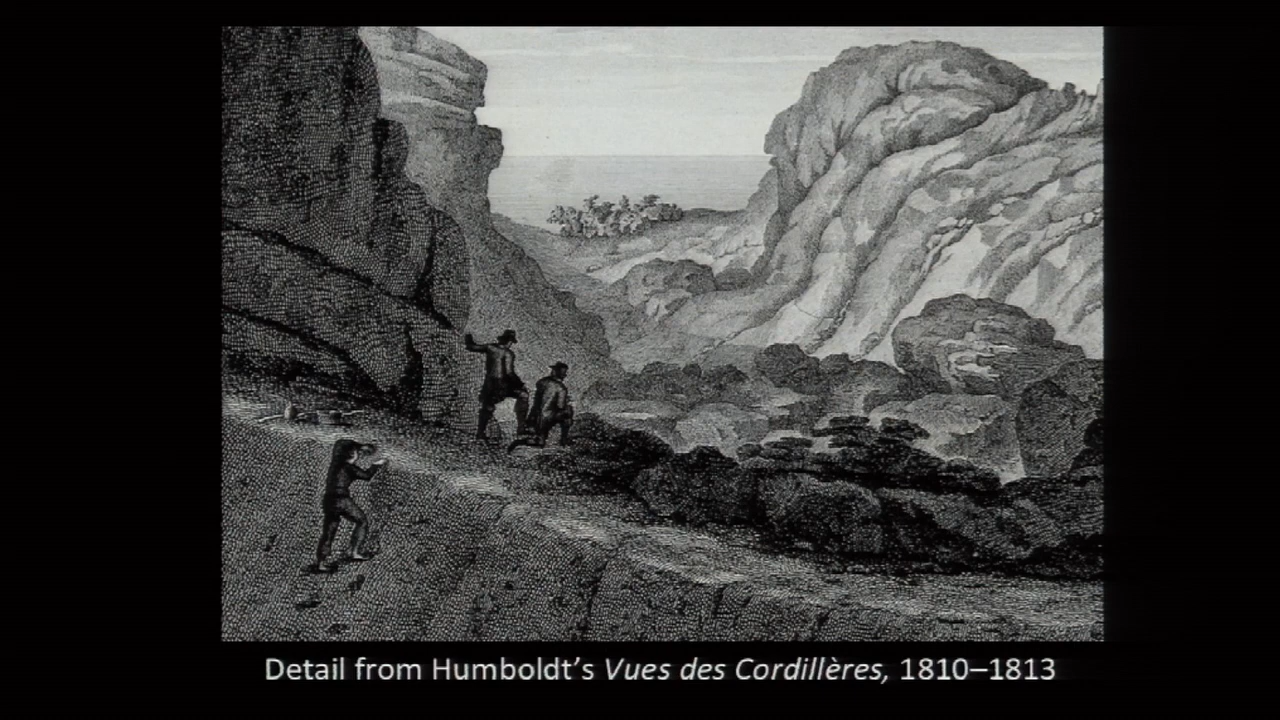 Detail from Humboldt’s Vues des Cordillères, 1810–1813